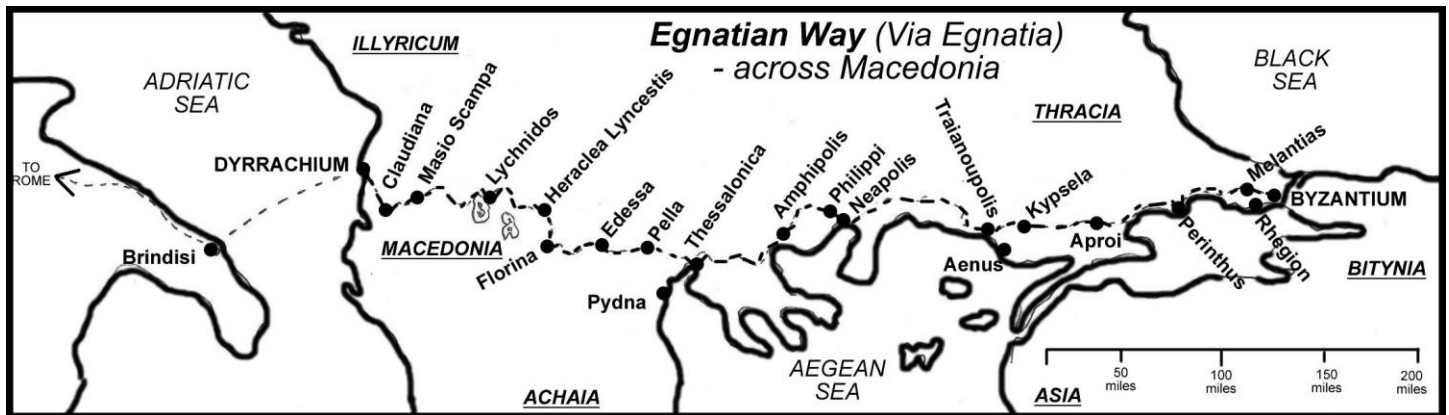 Egnatian Way (Via Egnatia)
- across Macedonia
ILLYRICUM
ADRIATIC
SEA
BLACK
SEA
THRACIA
TO
ROME
DYRRACHIUM
Claudiana
Masio Scampa
Lychnidos
Heraclea Lyncestis
MACEDONIA
Florina
Edessa
Pella
Thessalonica
Pydna
Amphipolis
Philippi
Neapolis
Traianoupolis
Kypsela
Aenus
Aproi
Perinthus
Melantias
Rhegion
BYZANTIUM
BITYNIA
Brindisi
ACHAIA
AEGEAN
SEA
ASIA
50
miles
100
miles
150
miles
200
miles